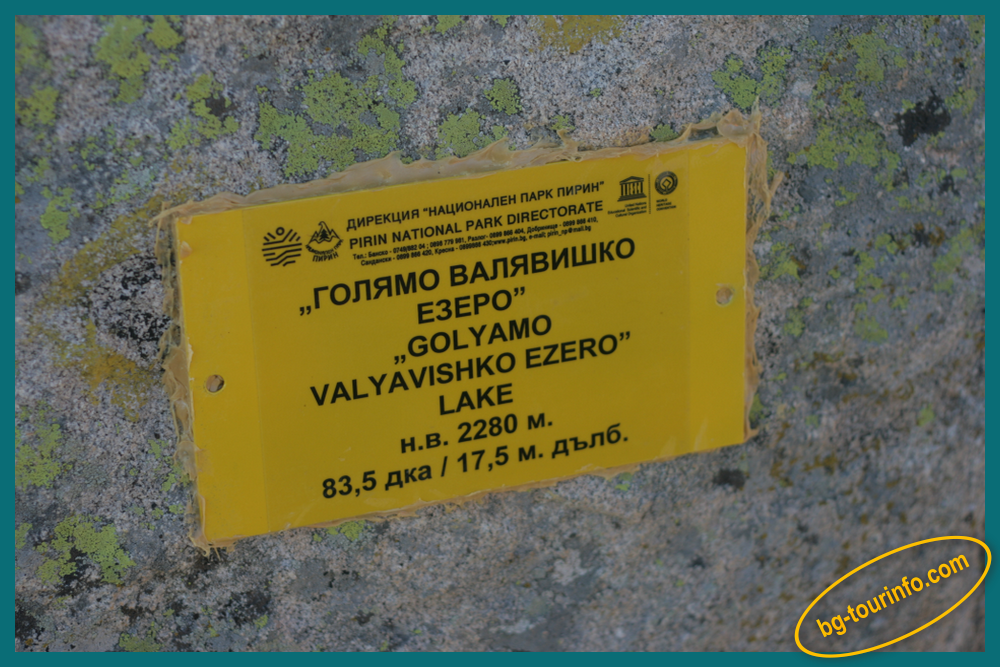 ДИРЕКЦИЯ "НАЦИОНАЛЕН ПАРК ПИРИН"
PIRIN NATIONAL PARK DIRECTORATE
ПИРИН
„ГОЛЯМО ВАЛЯВИШКО
ЕЗЕРО”
„GOLYAMO
VALYAVISHKO EZERO”
LAKE
н.в. 2280 м.
83,5 дка / 17,5 м. дълб.
bg-tourinfo.com